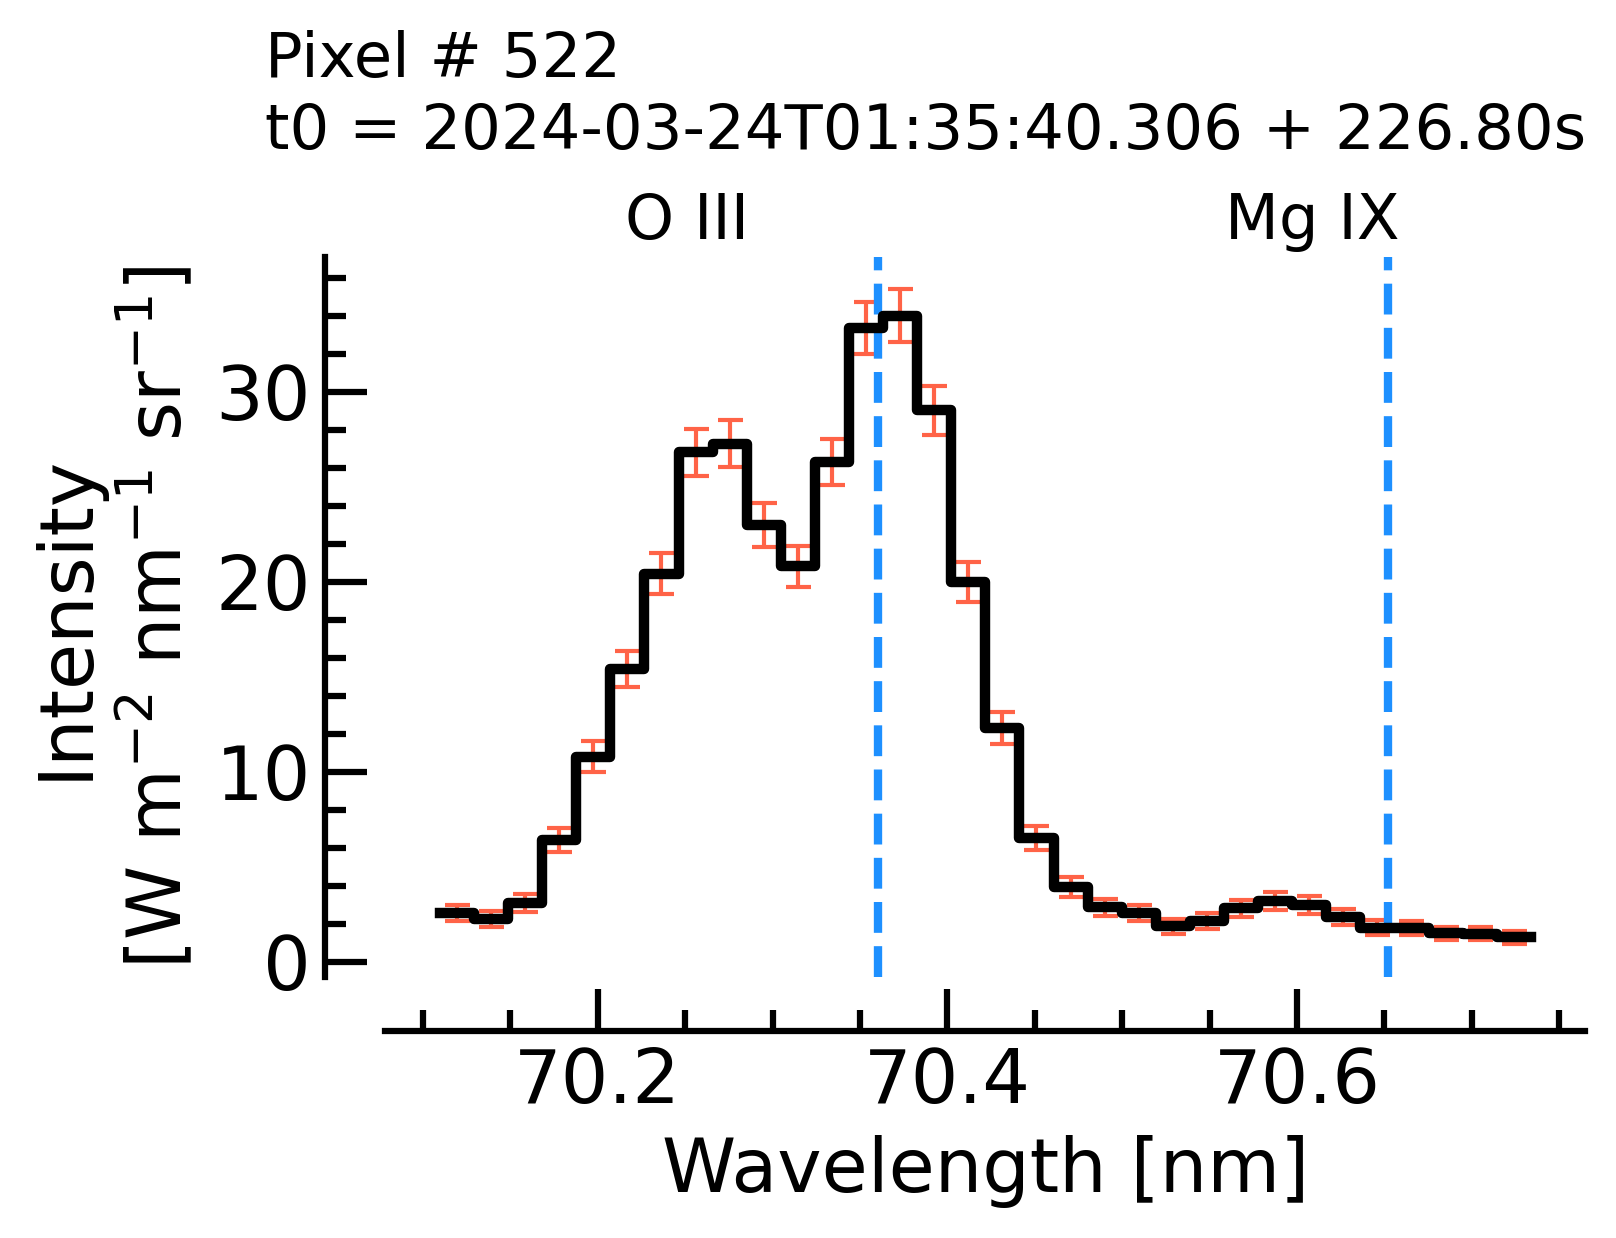 Pixel # 522
t0 = 2024-03-24T01:35:40.306 + 226.80s
O III
Mg IX
Intensity
[W m⁻² nm⁻¹ sr⁻¹]
30
20
10
0
70.2
70.4
70.6
Wavelength [nm]